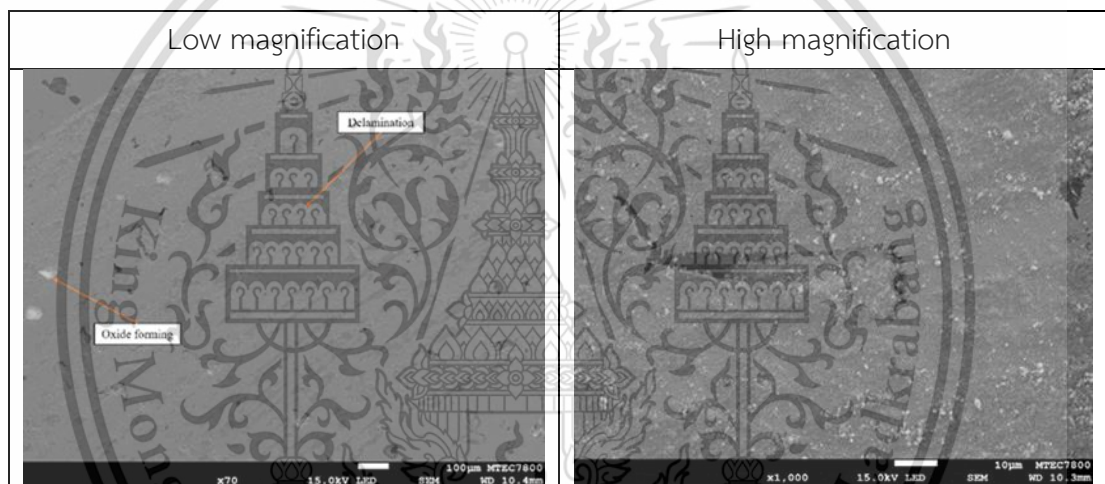 Low magnification
High magnification
Delamination
Oxide forming
100µm MTEC7800
x70 15.0kV LED SEM WD 10.4mm
10µm MTEC7800
x1,000 15.0kV LED SEM WD 10.3mm
King Mon
adkrabang